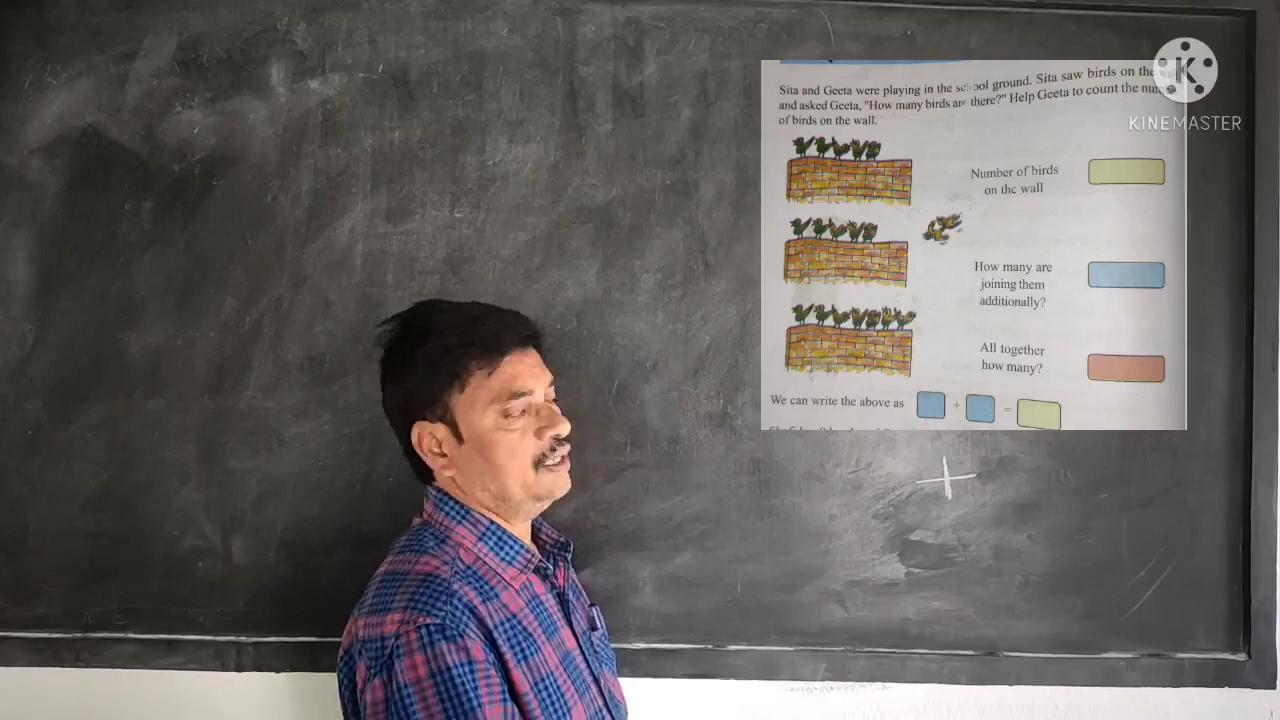 Sita and Geeta were playing in the school ground. Sita saw birds on the
and asked Geeta, "How many birds are there?" Help Geeta to count the
of birds on the wall.
Number of birds
on the wall
How many are
joining them
additionally?
All together
how many?
We can write the above as + =
+
K
KINEMASTER